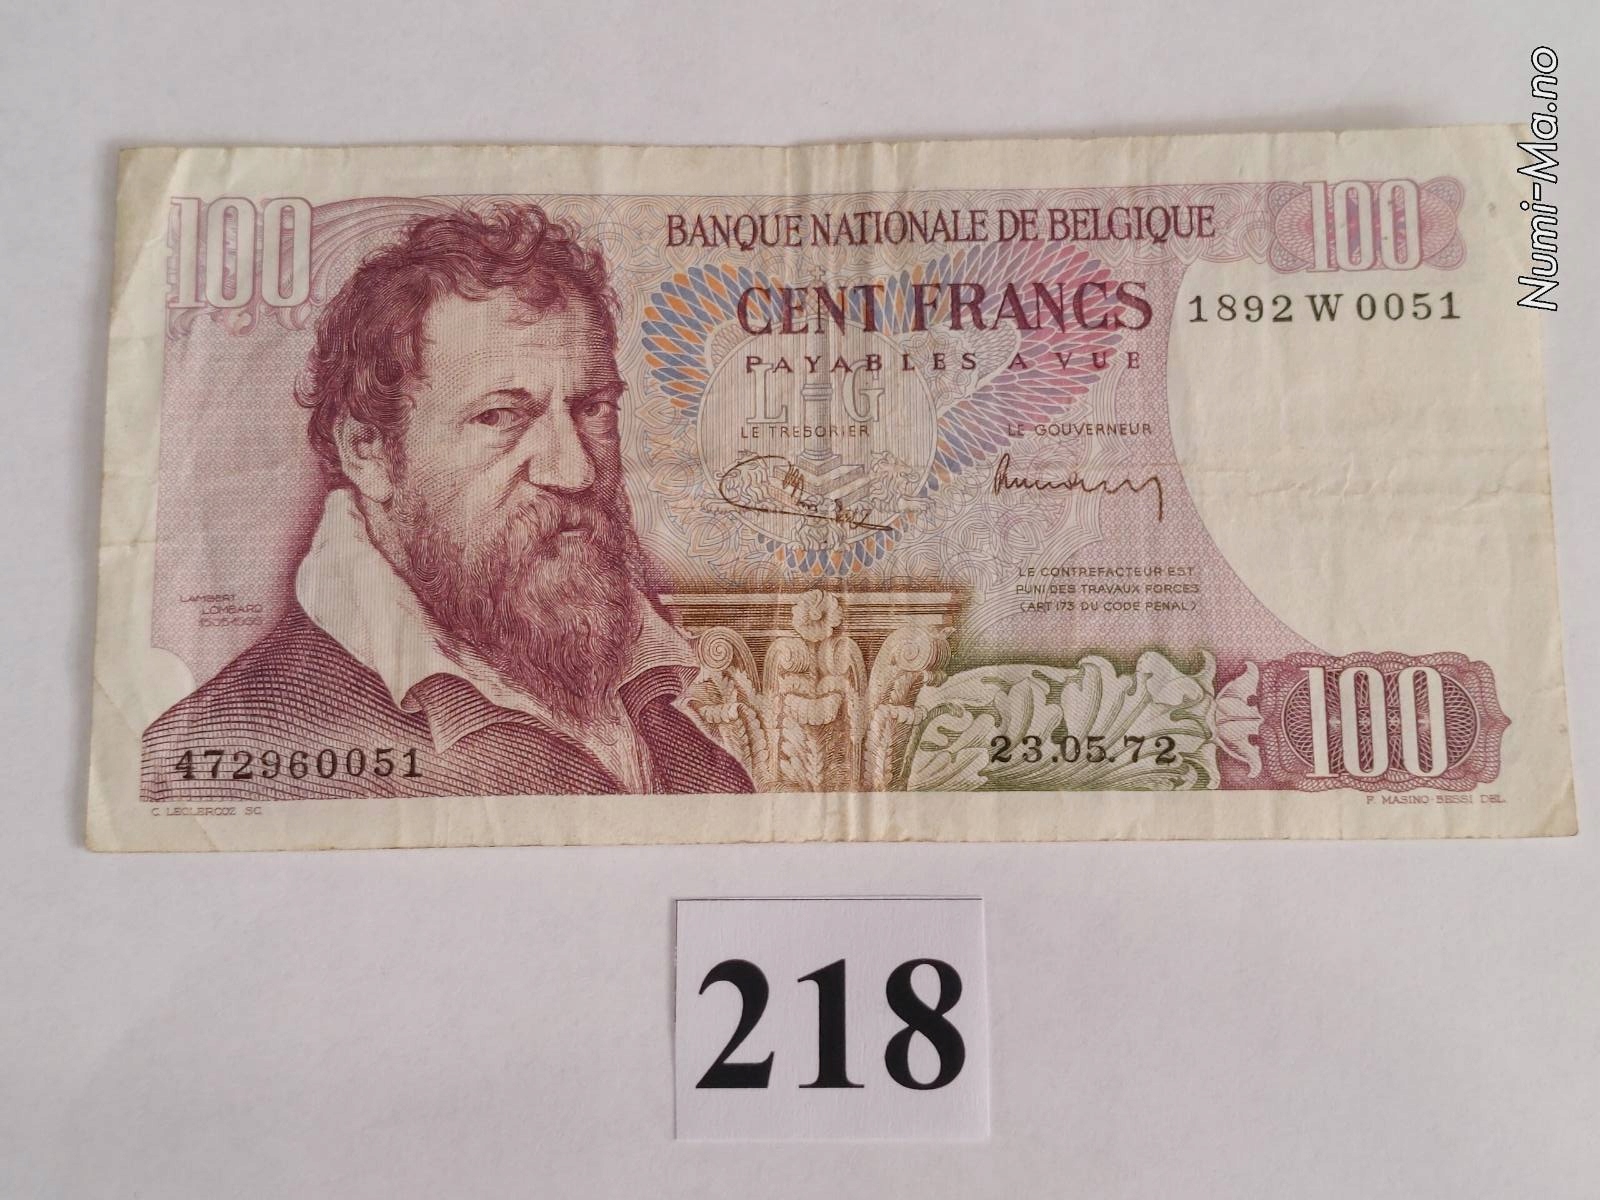 Numi-Ma.no
100
BANQUE NATIONALE DE BELGIQUE
100
CENT FRANCS
1892 W 0051
PAYABLES A VUE
L G
LE TRESORIER
LE GOUVERNEUR
LE CONTREFACTEUR EST
PUNI DES TRAVAUX FORCES
(ART 173 DU CODE PENAL)
LAMBERT
LOMBARD
472960051
23.05.72
100
C. LECLERCQZ SC.
F. MASINO-BESSI DEL.
218